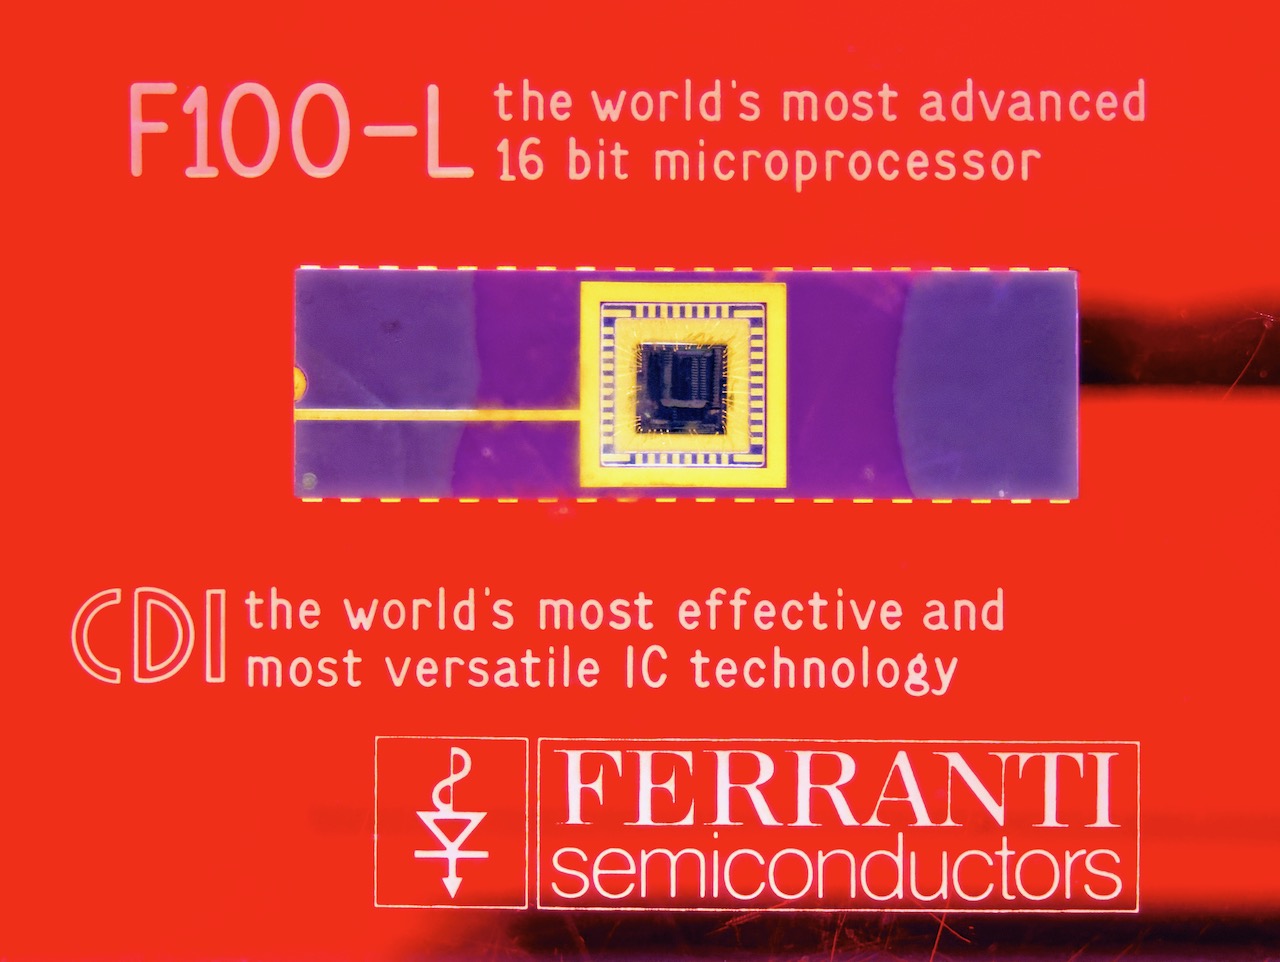 F100-L the world's most advanced
16 bit microprocessor
CDI the world's most effective and
most versatile IC technology
FERRANTI
semiconductors